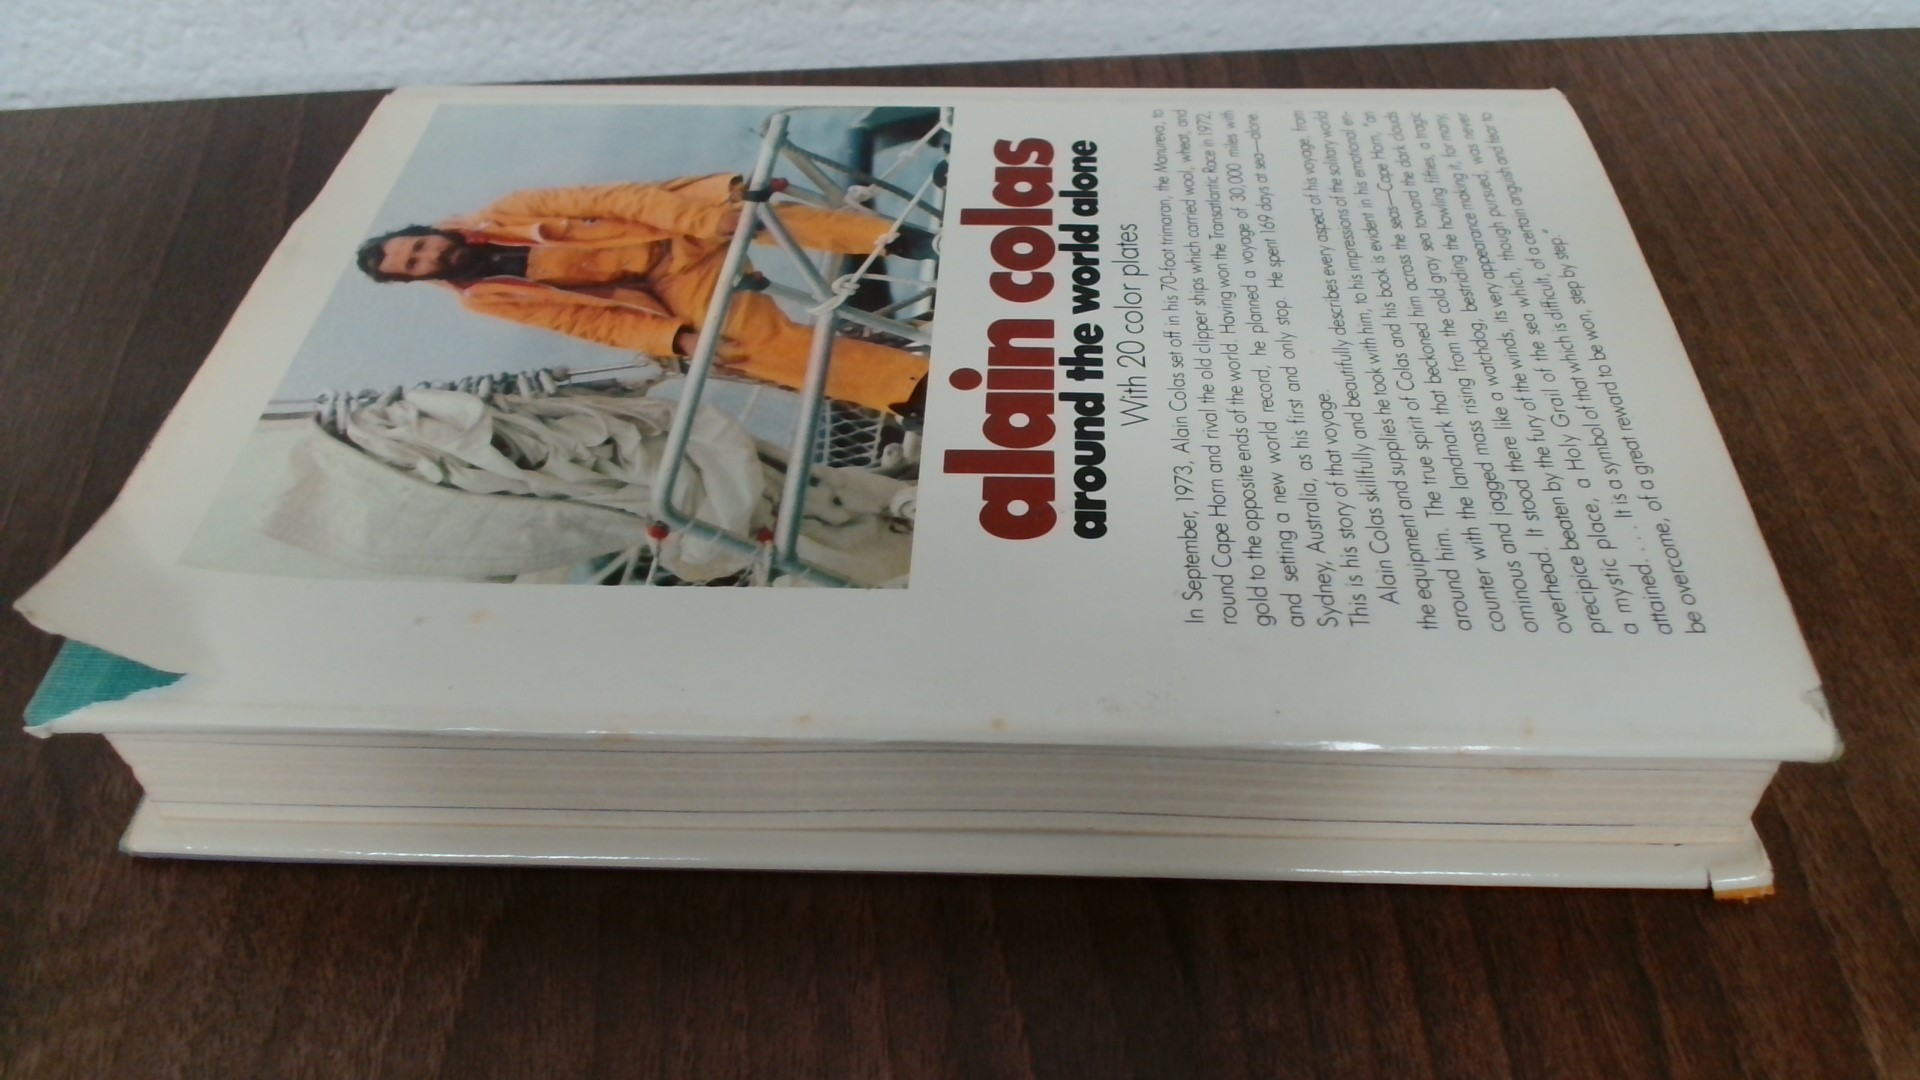 alain colas
around the world alone
With 20 color plates
In September, 1973, Alain Colas set off in his 70-foot trimaran, the Manureva, to
round Cape Horn and rival the old clipper ships which carried wool, wheat, and
gold to the opposite ends of the world. Having won the Transatlantic Race in 1972,
and setting a new world record, he planned a voyage of 30,000 miles with
Sydney, Australia, as his first and only stop. He spent 169 days at sea—alone.
This is his story of that voyage.
Alain Colas skillfully and beautifully describes every aspect of his voyage, from
the equipment and supplies he took with him, to his impressions of the solitary world
around him. The true spirit of Colas and his book is evident in his emotional en-
counter with the landmark that beckoned him across the seas—Cape Horn, "an
ominous and jagged mass rising from the cold gray sea toward the dark clouds
overhead. It stood there like a watchdog, bestriding the howling fifties, a tragic
precipice beaten by the fury of the winds, Its very appearance making it, for many,
a mystic place, a Holy Grail of the sea which, though pursued, was never
attained. . . . It is a symbol of that which is difficult, of a certain anguish and fear to
be overcome, of a great reward to be won, step by step."